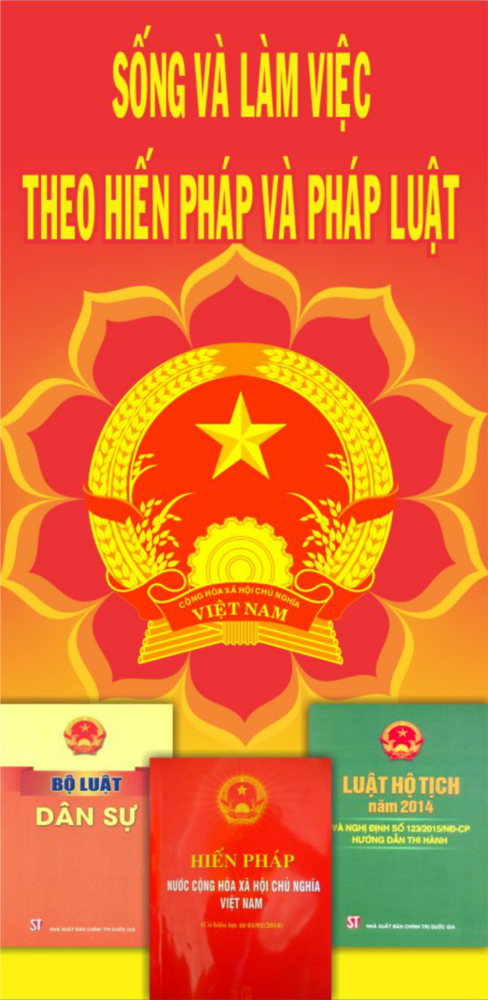 SỐNG VÀ LÀM VIỆC
THEO HIẾN PHÁP VÀ PHÁP LUẬT
CỘNG HÒA XÃ HỘI CHỦ NGHĨA
VIỆT NAM
BỘ LUẬT
DÂN SỰ
ST NHÀ XUẤT BẢN CHÍNH TRỊ QUỐC GIA
HIẾN PHÁP
NƯỚC CỘNG HÒA XÃ HỘI CHỦ NGHĨA
VIỆT NAM
(Có hiệu lực từ 01/01/2014)
LUẬT HỘ TỊCH
năm 2014
VÀ NGHỊ ĐỊNH SỐ 123/2015/NĐ-CP
HƯỚNG DẪN THI HÀNH
ST NHÀ XUẤT BẢN CHÍNH TRỊ QUỐC GIA